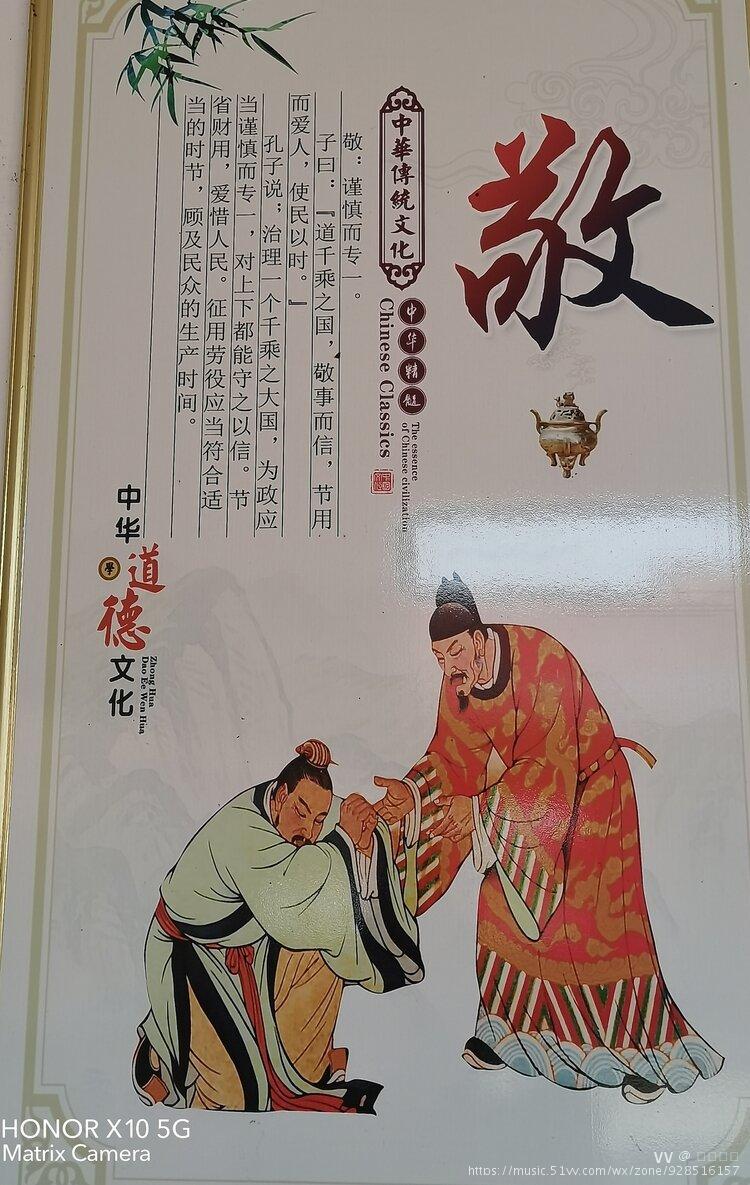 敬
中華傳統文化
中华精髓
Chinese Classics
The essence
of Chinese civilization
敬：谨慎而专一。
子曰：『道千乘之国，敬事而信，节用
而爱人，使民以时。』
孔子说；治理一个千乘之大国，为政应
当谨慎而专一，对上下都能守之以信。节
省财用，爱惜人民。征用劳役应当符合适
当的时节，顾及民众的生产时间。
中华
學
道德
文化
Zhong Hua
Dao Ee Wen Hua
HONOR X10 5G
Matrix Camera
VV @
https://music.51vv.com/wx/zone/928516157